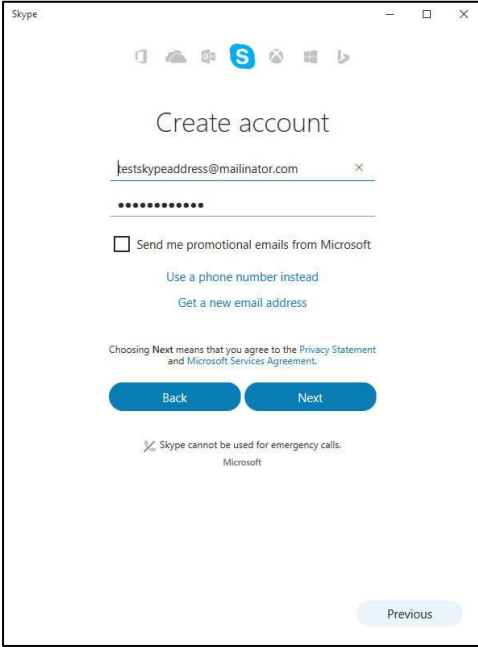 Skype
S
Create account
testskypeaddress@mailinator.com
●●●●●●●●●●●●
Send me promotional emails from Microsoft
Use a phone number instead
Get a new email address
Choosing Next means that you agree to the Privacy Statement
and Microsoft Services Agreement.
Back Next
Skype cannot be used for emergency calls.
Microsoft
Previous